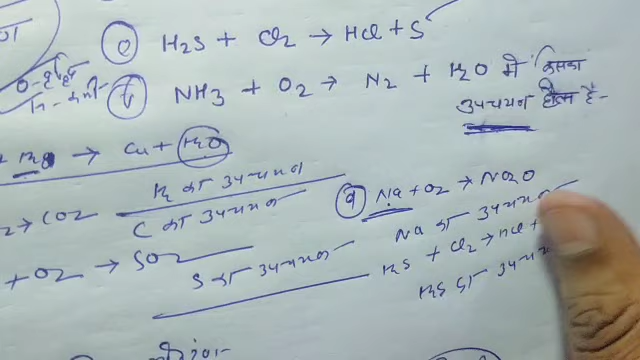 H2S + Cl2 → HCl + S
NH3 + O2 → N2 + H2O में किसका
उपचयन होता है-
→ Cu + H2O
H2 का उपचयन
→ CO2
C का उपचयन
व Na + O2 → Na2O
Na का उपचयन
+ O2 → SO2
S का उपचयन
H2S + Cl2 → HCl +
H2S का उपचय